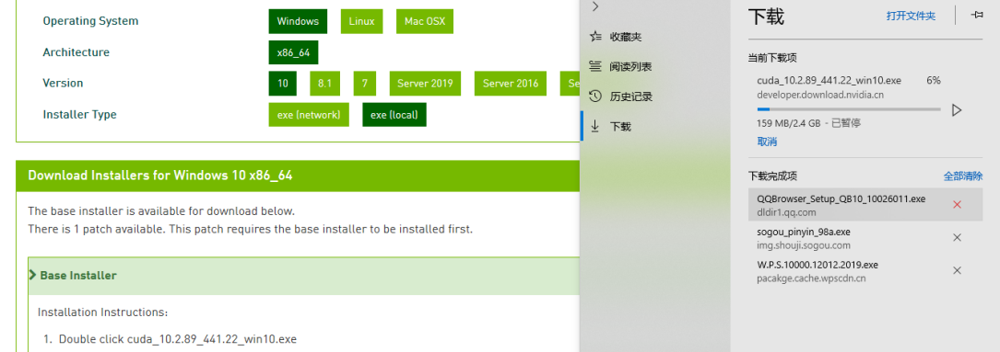 Operating System Windows Linux Mac OSX
Architecture x86_64
Version 10 8.1 7 Server 2019 Server 2016 Se
Installer Type exe (network) exe (local)
Download Installers for Windows 10 x86_64
The base installer is available for download below.
There is 1 patch available. This patch requires the base installer to be installed first.
Base Installer
Installation Instructions:
1. Double click cuda_10.2.89_441.22_win10.exe
收藏夹
阅读列表
历史记录
下载
下载 打开文件夹
当前下载项
cuda_10.2.89_441.22_win10.exe 6%
developer.download.nvidia.cn
159 MB/2.4 GB - 已暂停
取消
下载完成项 全部清除
QQBrowser_Setup_QB10_10026011.exe
dldir1.qq.com
sogou_pinyin_98a.exe
img.shouji.sogou.com
W.P.S.10000.12012.2019.exe
pacakge.cache.wpscdn.cn